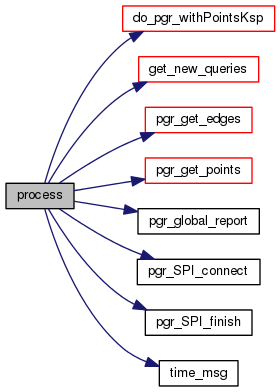 do_pgr_withPointsKsp
get_new_queries
pgr_get_edges
pgr_get_points
process
pgr_global_report
pgr_SPI_connect
pgr_SPI_finish
time_msg